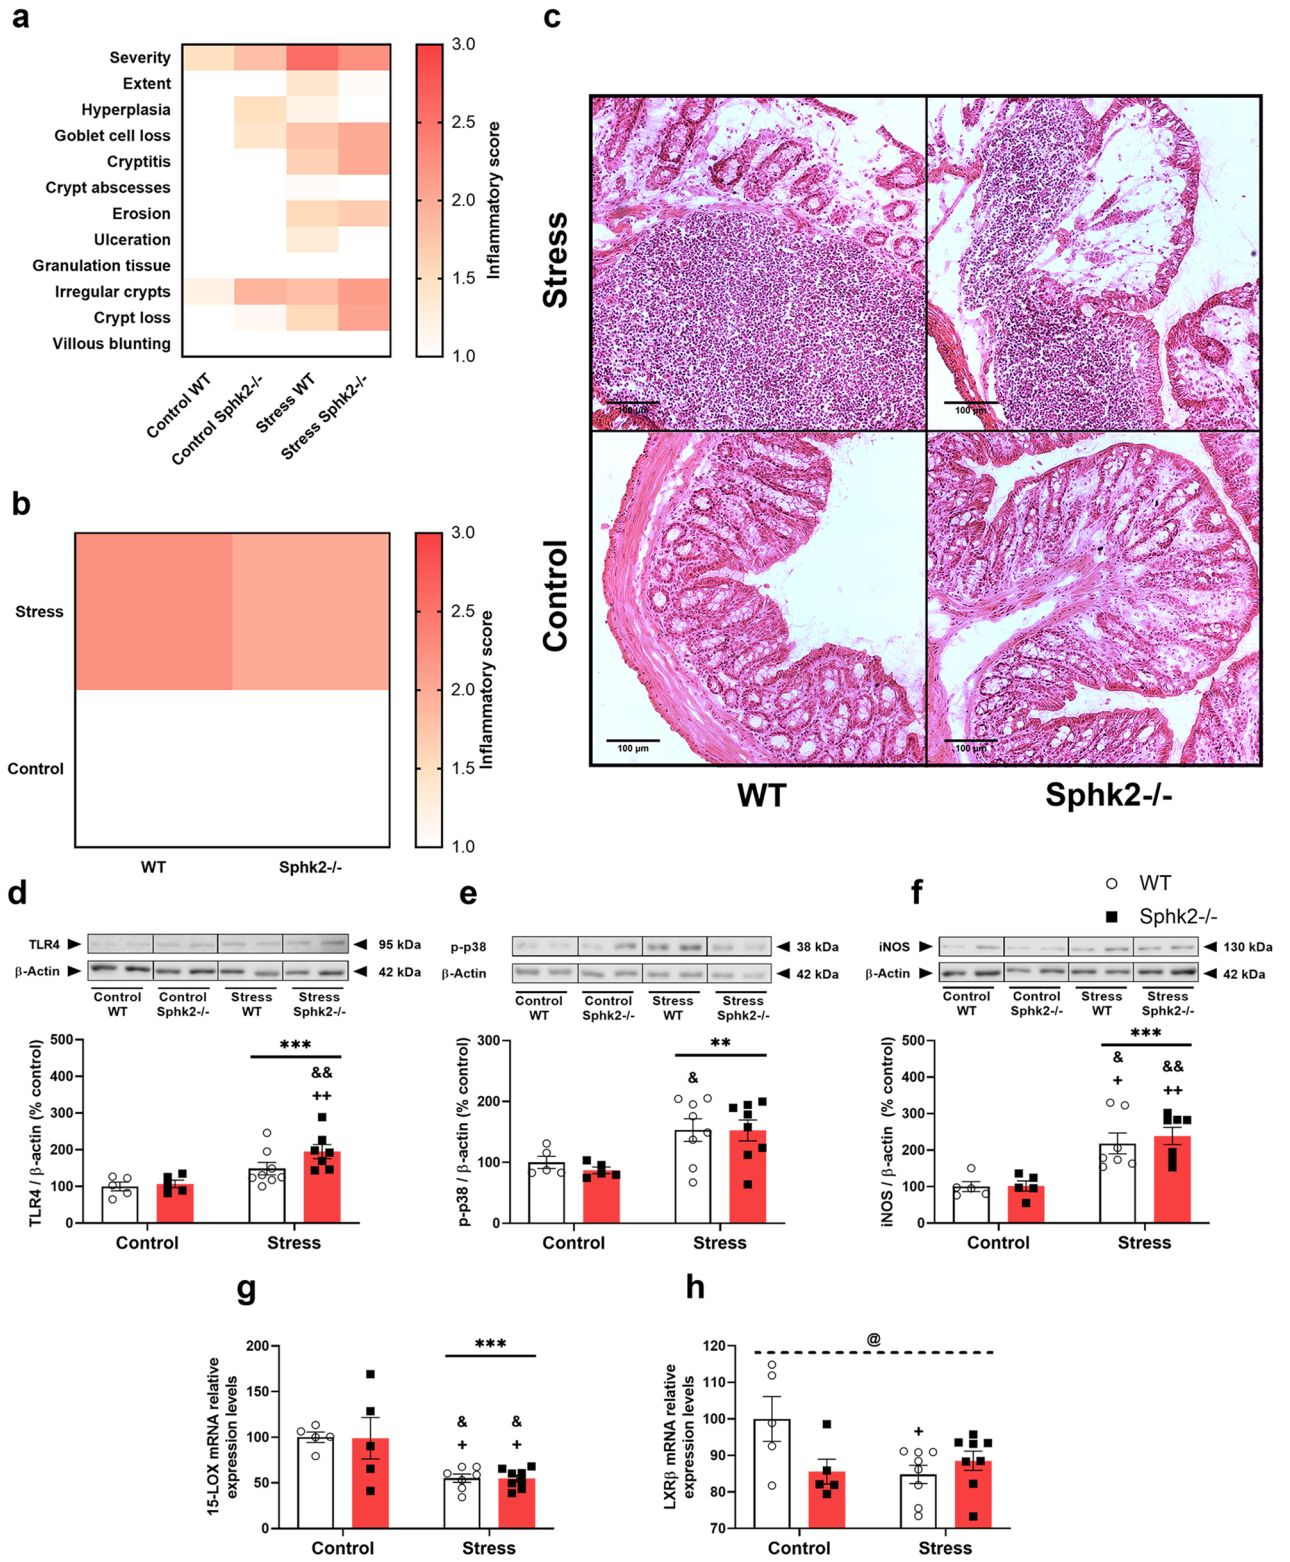 a
Severity
Extent
Hyperplasia
Goblet cell loss
Cryptitis
Crypt abscesses
Erosion
Ulceration
Granulation tissue
Irregular crypts
Crypt loss
Villous blunting
Control WT
Control Sphk2-/-
Stress WT
Stress Sphk2-/-
3.0
2.5
2.0
1.5
1.0
Inflammatory score
b
Stress
Control
WT
Sphk2-/-
3.0
2.5
2.0
1.5
1.0
Inflammatory score
c
Stress
Control
100 µm
100 µm
100 µm
100 µm
WT
Sphk2-/-
WT
Sphk2-/-
d
TLR4
95 kDa
β-Actin
42 kDa
Control WT
Control Sphk2-/-
Stress WT
Stress Sphk2-/-
TLR4 / β-actin (% control)
500
400
300
200
100
0
***
&&
++
Control
Stress
e
p-p38
38 kDa
β-Actin
42 kDa
Control WT
Control Sphk2-/-
Stress WT
Stress Sphk2-/-
p-p38 / β-actin (% control)
300
200
100
0
**
&
Control
Stress
f
iNOS
130 kDa
β-Actin
42 kDa
Control WT
Control Sphk2-/-
Stress WT
Stress Sphk2-/-
iNOS / β-actin (% control)
500
400
300
200
100
0
***
& &&
+ ++
Control
Stress
g
15-LOX mRNA relative
expression levels
200
150
100
50
0
***
& &
+ +
Control
Stress
h
LXRβ mRNA relative
expression levels
120
110
100
90
80
70
@
+
Control
Stress